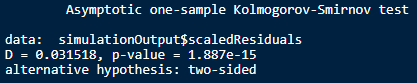 Asymptotic one-sample Kolmogorov-Smirnov test
data: simulationOutput$scaledResiduals
D = 0.031518, p-value = 1.887e-15
alternative hypothesis: two-sided